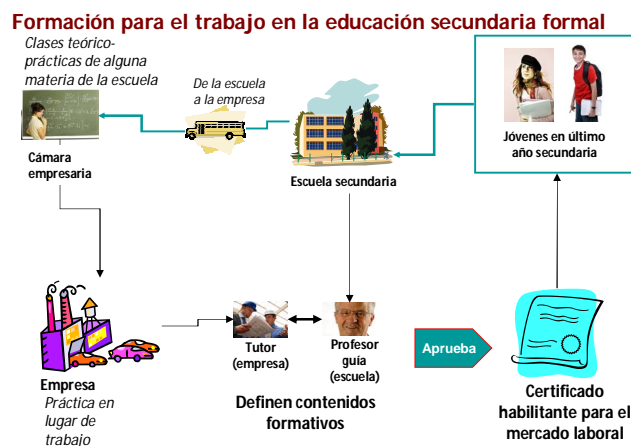 Formación para el trabajo en la educación secundaria formal
Clases teórico-
prácticas de alguna
materia de la escuela
De la escuela
a la empresa
Cámara
empresaria
Escuela secundaria
Jóvenes en último
año secundaria
Empresa
Práctica en
lugar de
trabajo
Tutor
(empresa)
Profesor
guía
(escuela)
Definen contenidos
formativos
Aprueba
Certificado
habilitante para el
mercado laboral